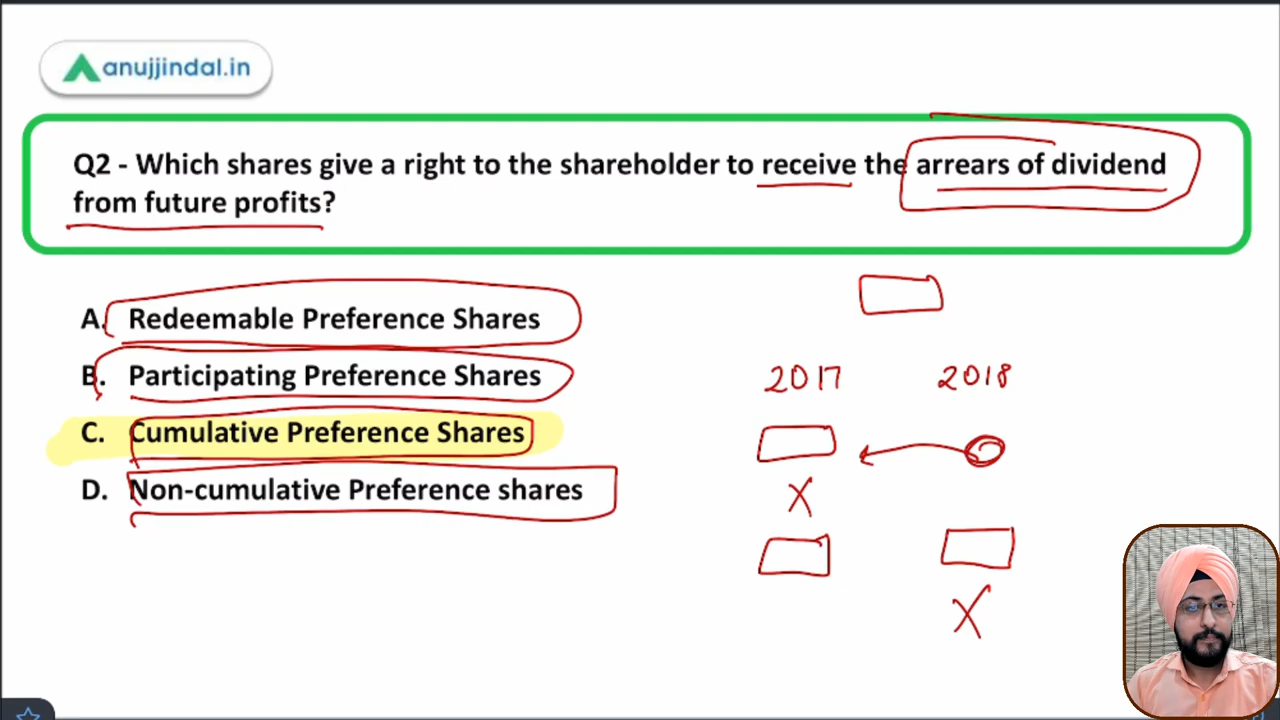 anujjindal.in
Q2 - Which shares give a right to the shareholder to receive the arrears of dividend
from future profits?
A. Redeemable Preference Shares
B. Participating Preference Shares
2017 2018
C. Cumulative Preference Shares
D. Non-cumulative Preference shares
X
X